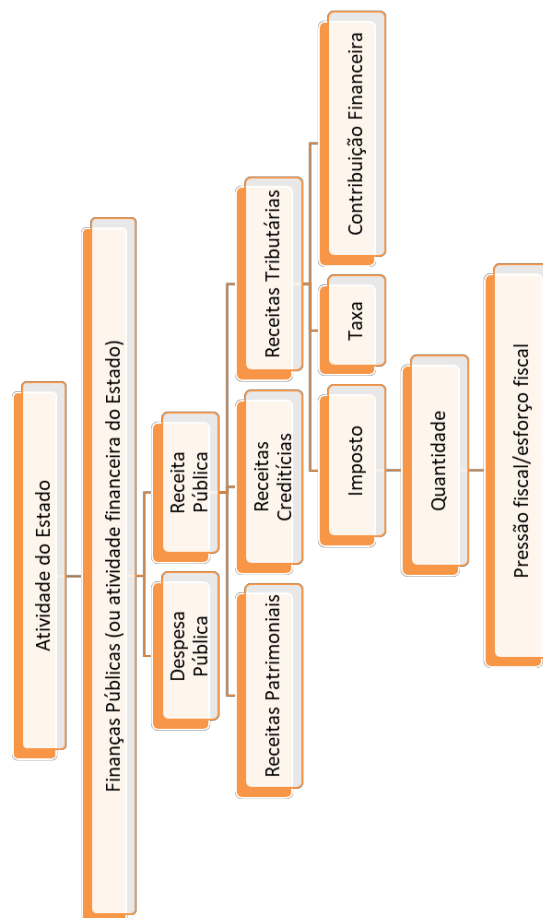 Atividade do Estado
Finanças Públicas (ou atividade financeira do Estado)
Despesa
Pública
Receita
Pública
Receitas Patrimoniais
Receitas
Creditícias
Receitas Tributárias
Imposto
Taxa
Contribuição Financeira
Quantidade
Pressão fiscal/esforço fiscal